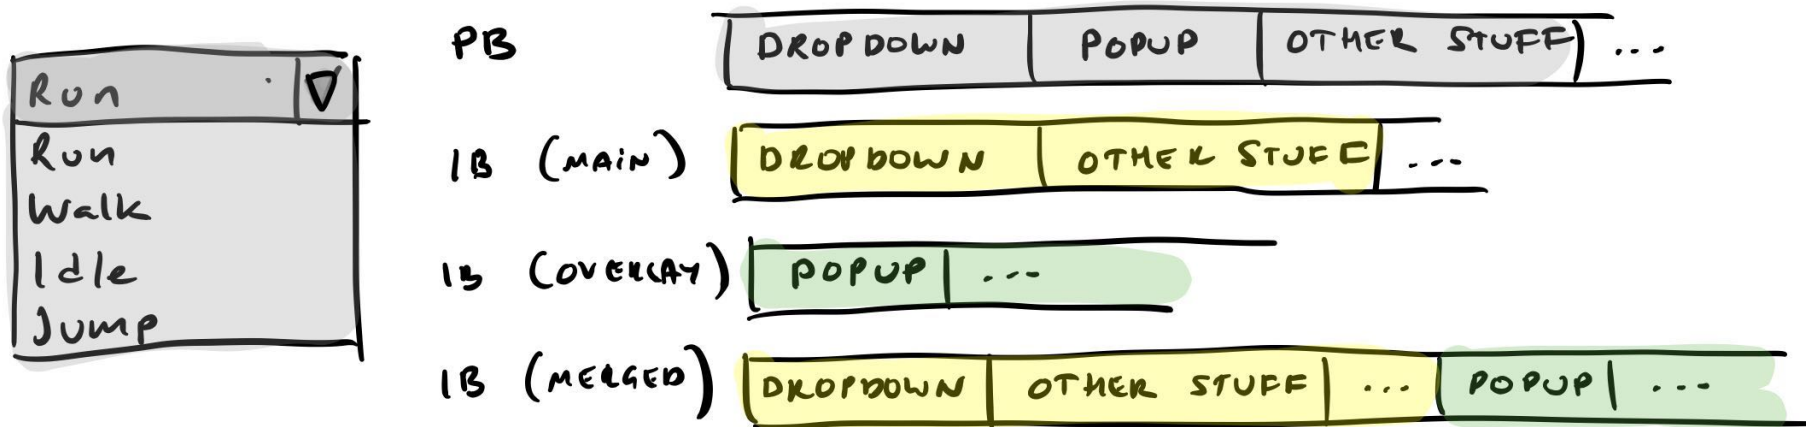 Run
Run
Walk
Idle
Jump
PB DROPDOWN POPUP OTHER STUFF ...
IB (MAIN) DROPDOWN OTHER STUFF ...
IB (OVERLAY) POPUP ...
IB (MERGED) DROPDOWN OTHER STUFF ... POPUP ...